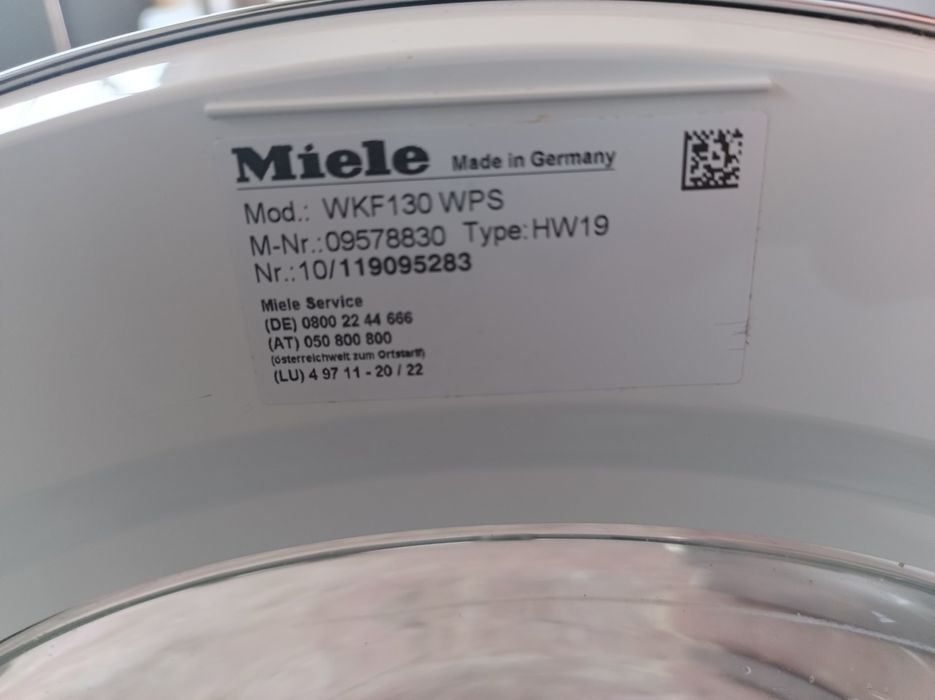 Miele Made in Germany
Mod.: WKF130 WPS
M-Nr.:09578830 Type:HW19
Nr.:10/119095283
Miele Service
(DE) 0800 22 44 666
(AT) 050 800 800
(österreichweit zum Ortstarif)
(LU) 4 97 11 - 20 / 22